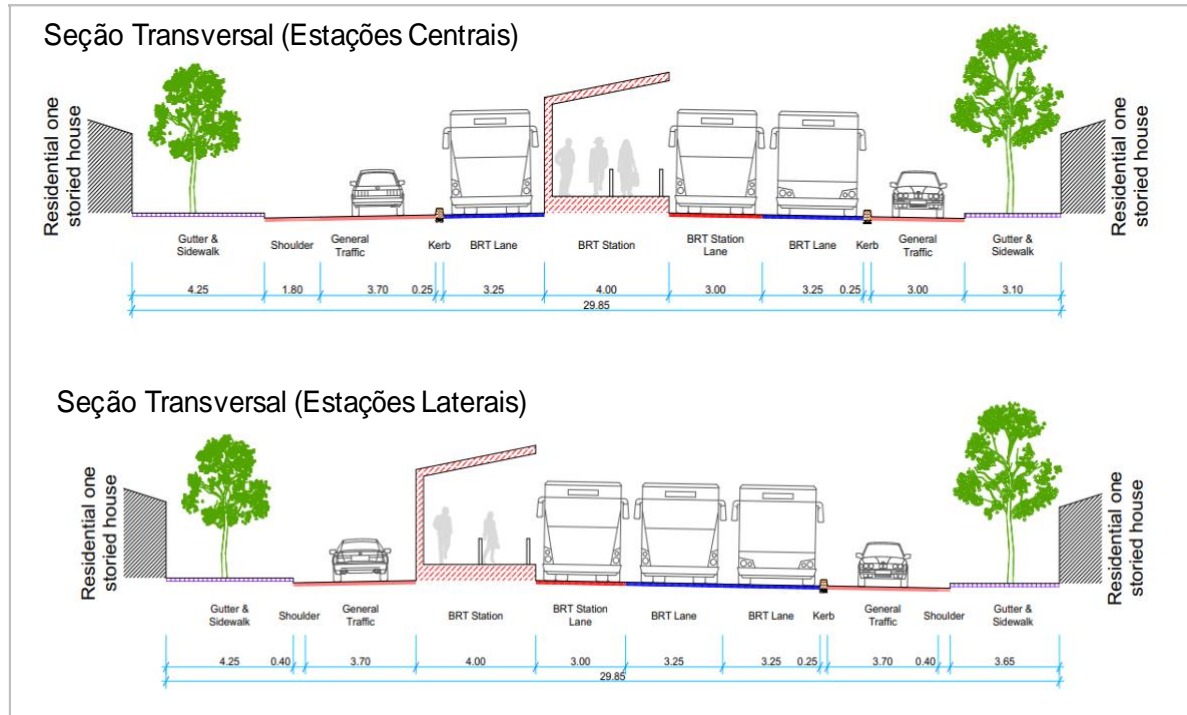 Seção Transversal (Estações Centrais)
Residential one
storied house
Residential one
storied house
Gutter &
Sidewalk
Shoulder
General
Traffic
Kerb
BRT Lane
BRT Station
BRT Station
Lane
BRT Lane
Kerb
General
Traffic
Gutter &
Sidewalk
4.25 1.80 3.70 0.25 3.25 4.00 3.00 3.25 0.25 3.00 3.10
29.85
Seção Transversal (Estações Laterais)
Residential one
storied house
Residential one
storied house
Gutter &
Sidewalk
Shoulder
General
Traffic
BRT Station
BRT Station
Lane
BRT Lane
BRT Lane
Kerb
General
Traffic
Shoulder
Gutter &
Sidewalk
4.25 0.40 3.70 4.00 3.00 3.25 3.25 0.25 3.70 0.40 3.65
29.85